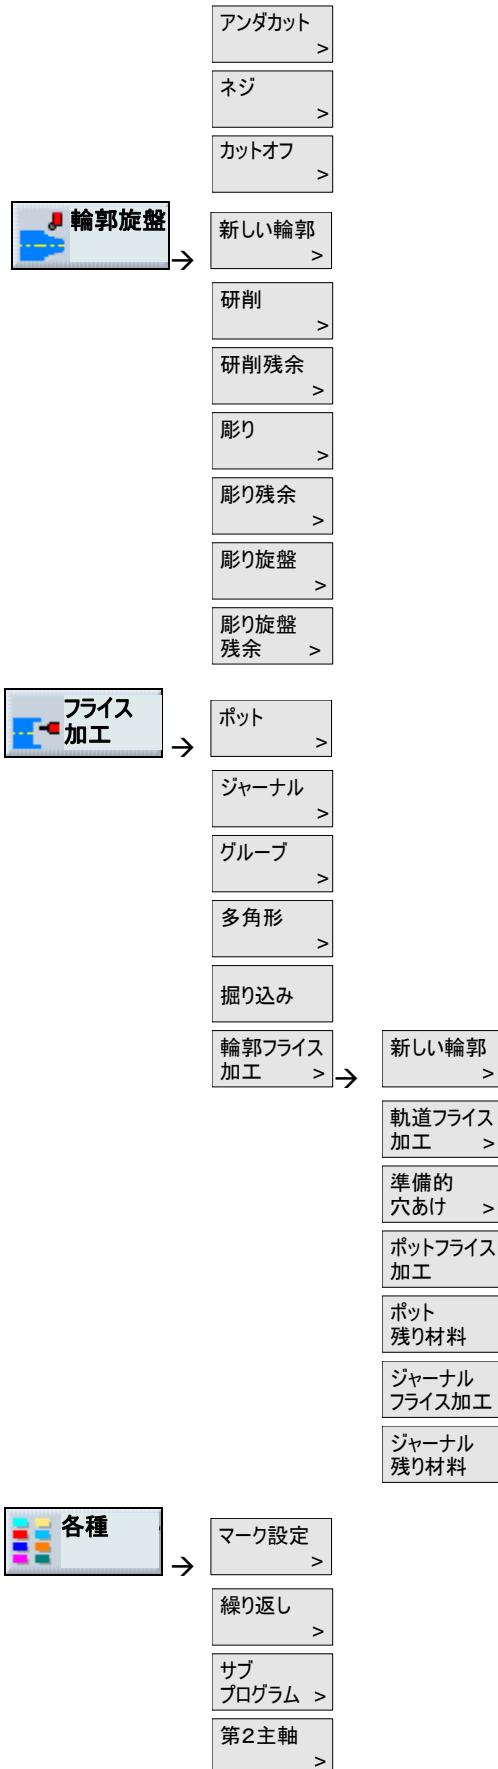 アンダカット
>
ネジ
>
カットオフ
>
輪郭旋盤
→
新しい輪郭
>
研削
>
研削残余
>
彫り
>
彫り残余
>
彫り旋盤
>
彫り旋盤
残余 >
フライス
加工
→
ポット
>
ジャーナル
>
グルーブ
>
多角形
>
掘り込み
輪郭フライス
加工 >
→
新しい輪郭
>
軌道フライス
加工 >
準備的
穴あけ >
ポットフライス
加工
ポット
残り材料
ジャーナル
フライス加工
ジャーナル
残り材料
各種
→
マーク設定
>
繰り返し
>
サブ
プログラム >
第2主軸
>